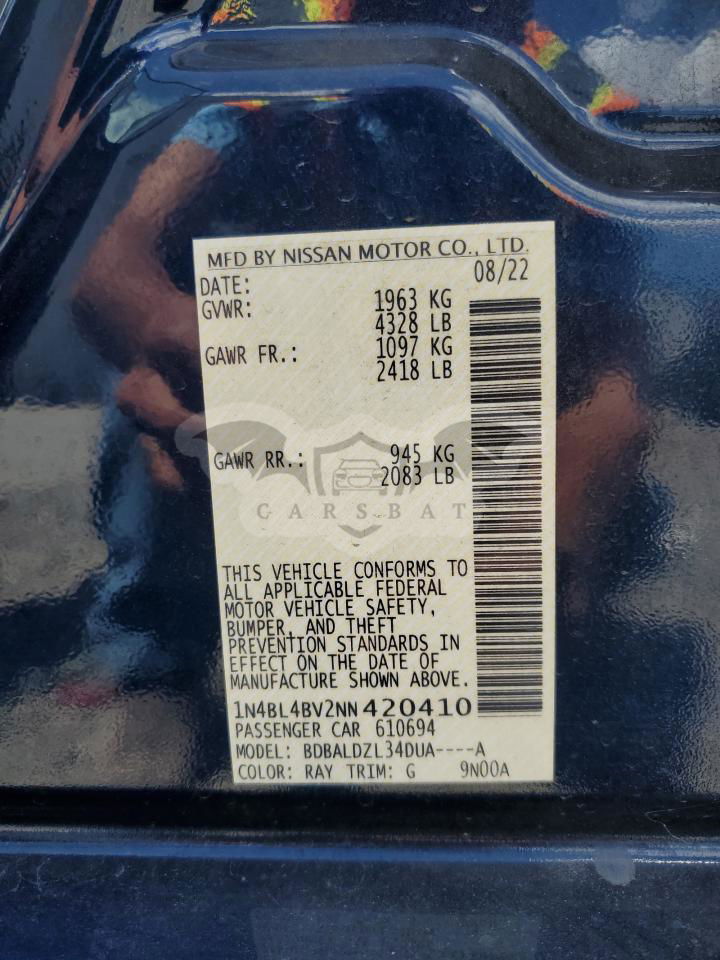 MFD BY NISSAN MOTOR CO., LTD.
DATE: 08/22
GVWR: 1963 KG
4328 LB
GAWR FR.: 1097 KG
2418 LB
GAWR RR.: 945 KG
2083 LB
CARSBAT
THIS VEHICLE CONFORMS TO
ALL APPLICABLE FEDERAL
MOTOR VEHICLE SAFETY,
BUMPER, AND THEFT
PREVENTION STANDARDS IN
EFFECT ON THE DATE OF
MANUFACTURE SHOWN ABOVE.
1N4BL4BV2NN420410
PASSENGER CAR 610694
MODEL: BDBALDZL34DUA----A
COLOR: RAY TRIM: G 9N00A